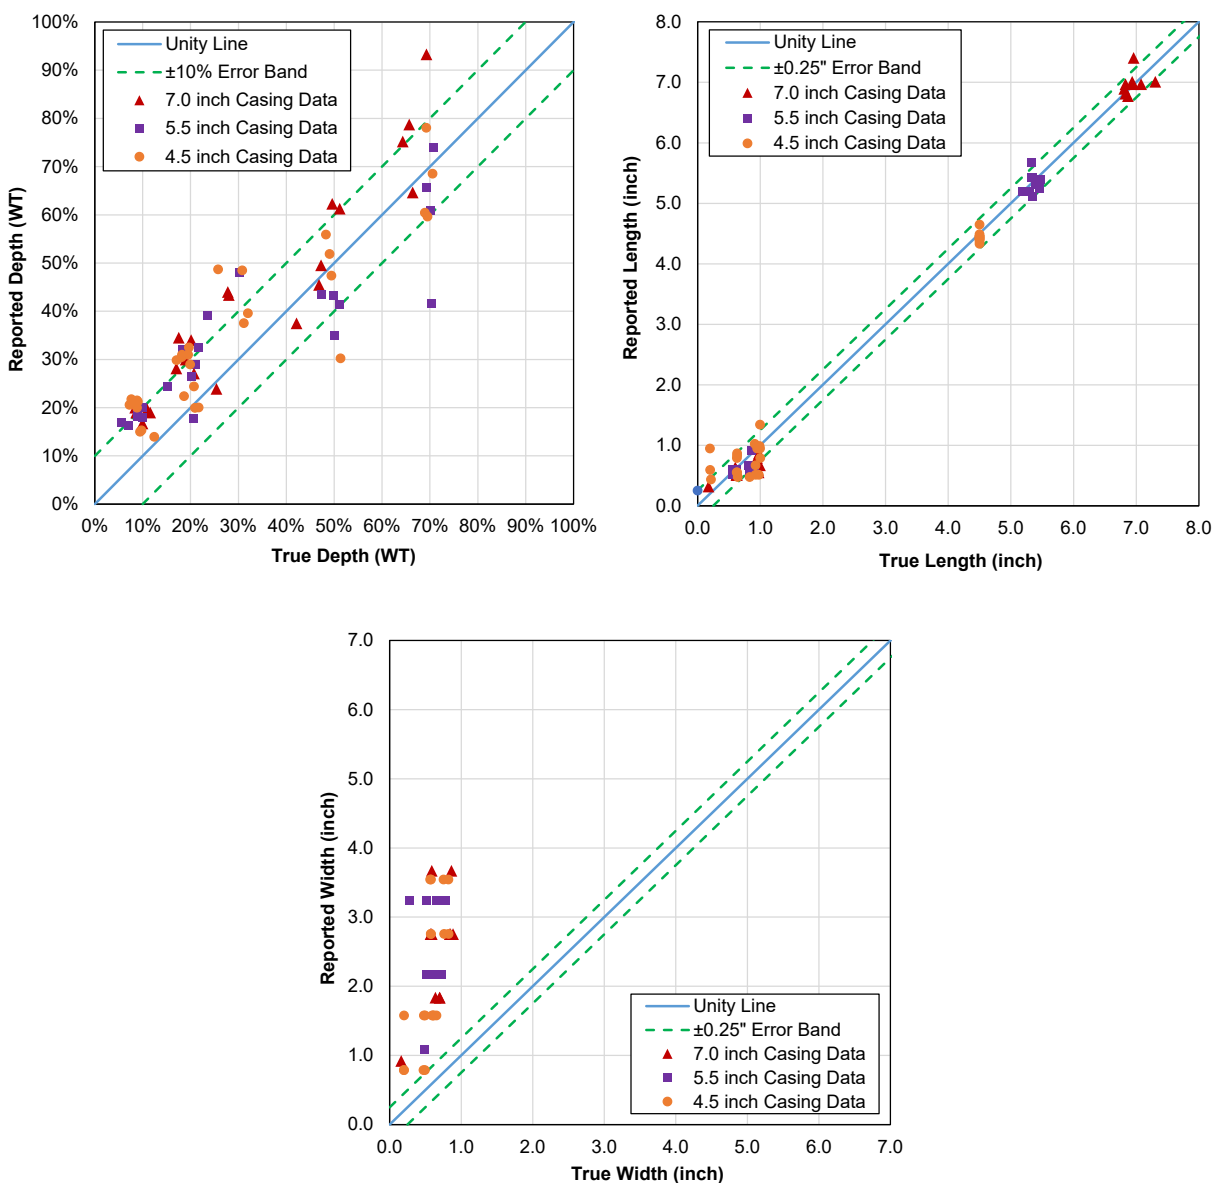 100%
90%
80%
70%
60%
50%
40%
30%
20%
10%
0%
Reported Depth (WT)
Unity Line
±10% Error Band
7.0 inch Casing Data
5.5 inch Casing Data
4.5 inch Casing Data
0% 10% 20% 30% 40% 50% 60% 70% 80% 90% 100%
True Depth (WT)
8.0
7.0
6.0
5.0
4.0
3.0
2.0
1.0
0.0
Reported Length (inch)
Unity Line
±0.25" Error Band
7.0 inch Casing Data
5.5 inch Casing Data
4.5 inch Casing Data
0.0 1.0 2.0 3.0 4.0 5.0 6.0 7.0 8.0
True Length (inch)
7.0
6.0
5.0
4.0
3.0
2.0
1.0
0.0
Reported Width (inch)
Unity Line
±0.25" Error Band
7.0 inch Casing Data
5.5 inch Casing Data
4.5 inch Casing Data
0.0 1.0 2.0 3.0 4.0 5.0 6.0 7.0
True Width (inch)